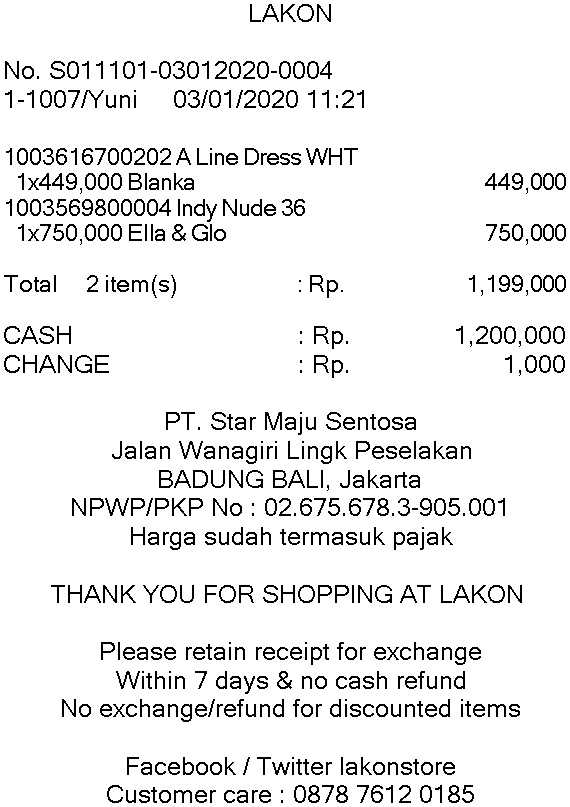 LAKON
No. S011101-03012020-0004
1-1007/Yuni 03/01/2020 11:21
1003616700202 A Line Dress WHT
1x449,000 Blanka 449,000
1003569800004 Indy Nude 36
1x750,000 Ella & Glo 750,000
Total 2 item(s) : Rp. 1,199,000
CASH : Rp. 1,200,000
CHANGE : Rp. 1,000
PT. Star Maju Sentosa
Jalan Wanagiri Lingk Peselakan
BADUNG BALI, Jakarta
NPWP/PKP No : 02.675.678.3-905.001
Harga sudah termasuk pajak
THANK YOU FOR SHOPPING AT LAKON
Please retain receipt for exchange
Within 7 days & no cash refund
No exchange/refund for discounted items
Facebook / Twitter lakonstore
Customer care : 0878 7612 0185